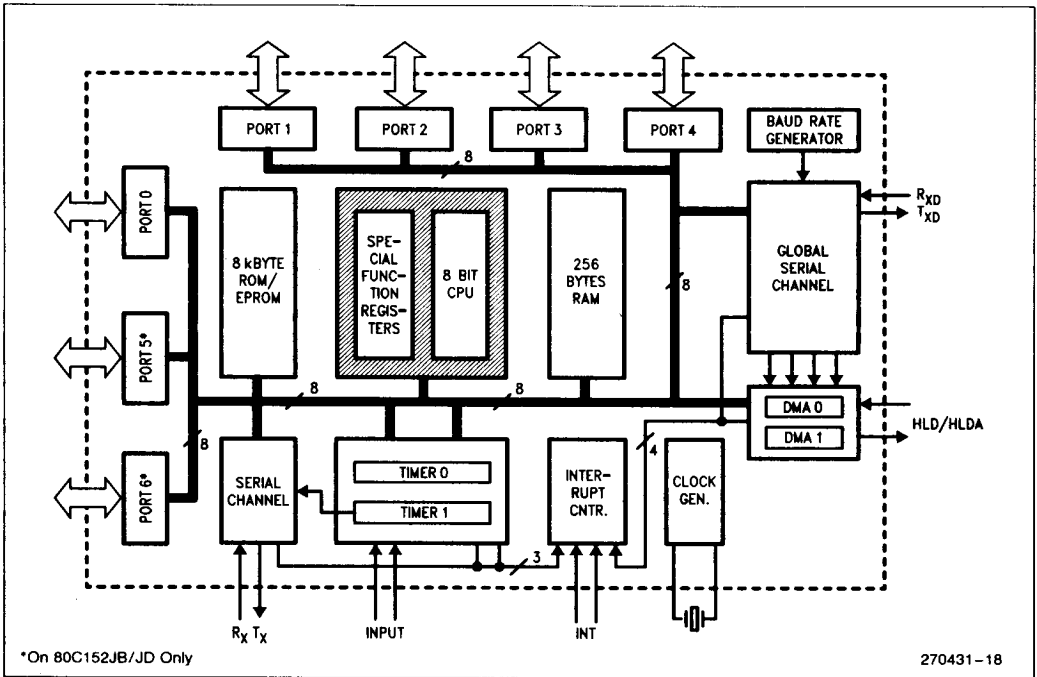 PORT 1
PORT 2
PORT 3
PORT 4
BAUD RATE
GENERATOR
8
PORT 0
RXD
TXD
8 kBYTE
ROM/
EPROM
SPE-
CIAL
FUNC-
TION
REGIS-
TERS
8 BIT
CPU
256
BYTES
RAM
8
GLOBAL
SERIAL
CHANNEL
PORT 5*
8
8
DMA 0
DMA 1
HLD/HLDA
8
4
PORT 6*
SERIAL
CHANNEL
TIMER 0
TIMER 1
INTER-
RUPT
CNTR.
CLOCK
GEN.
3
RX TX
INPUT
INT
*On 80C152JB/JD Only
270431-18